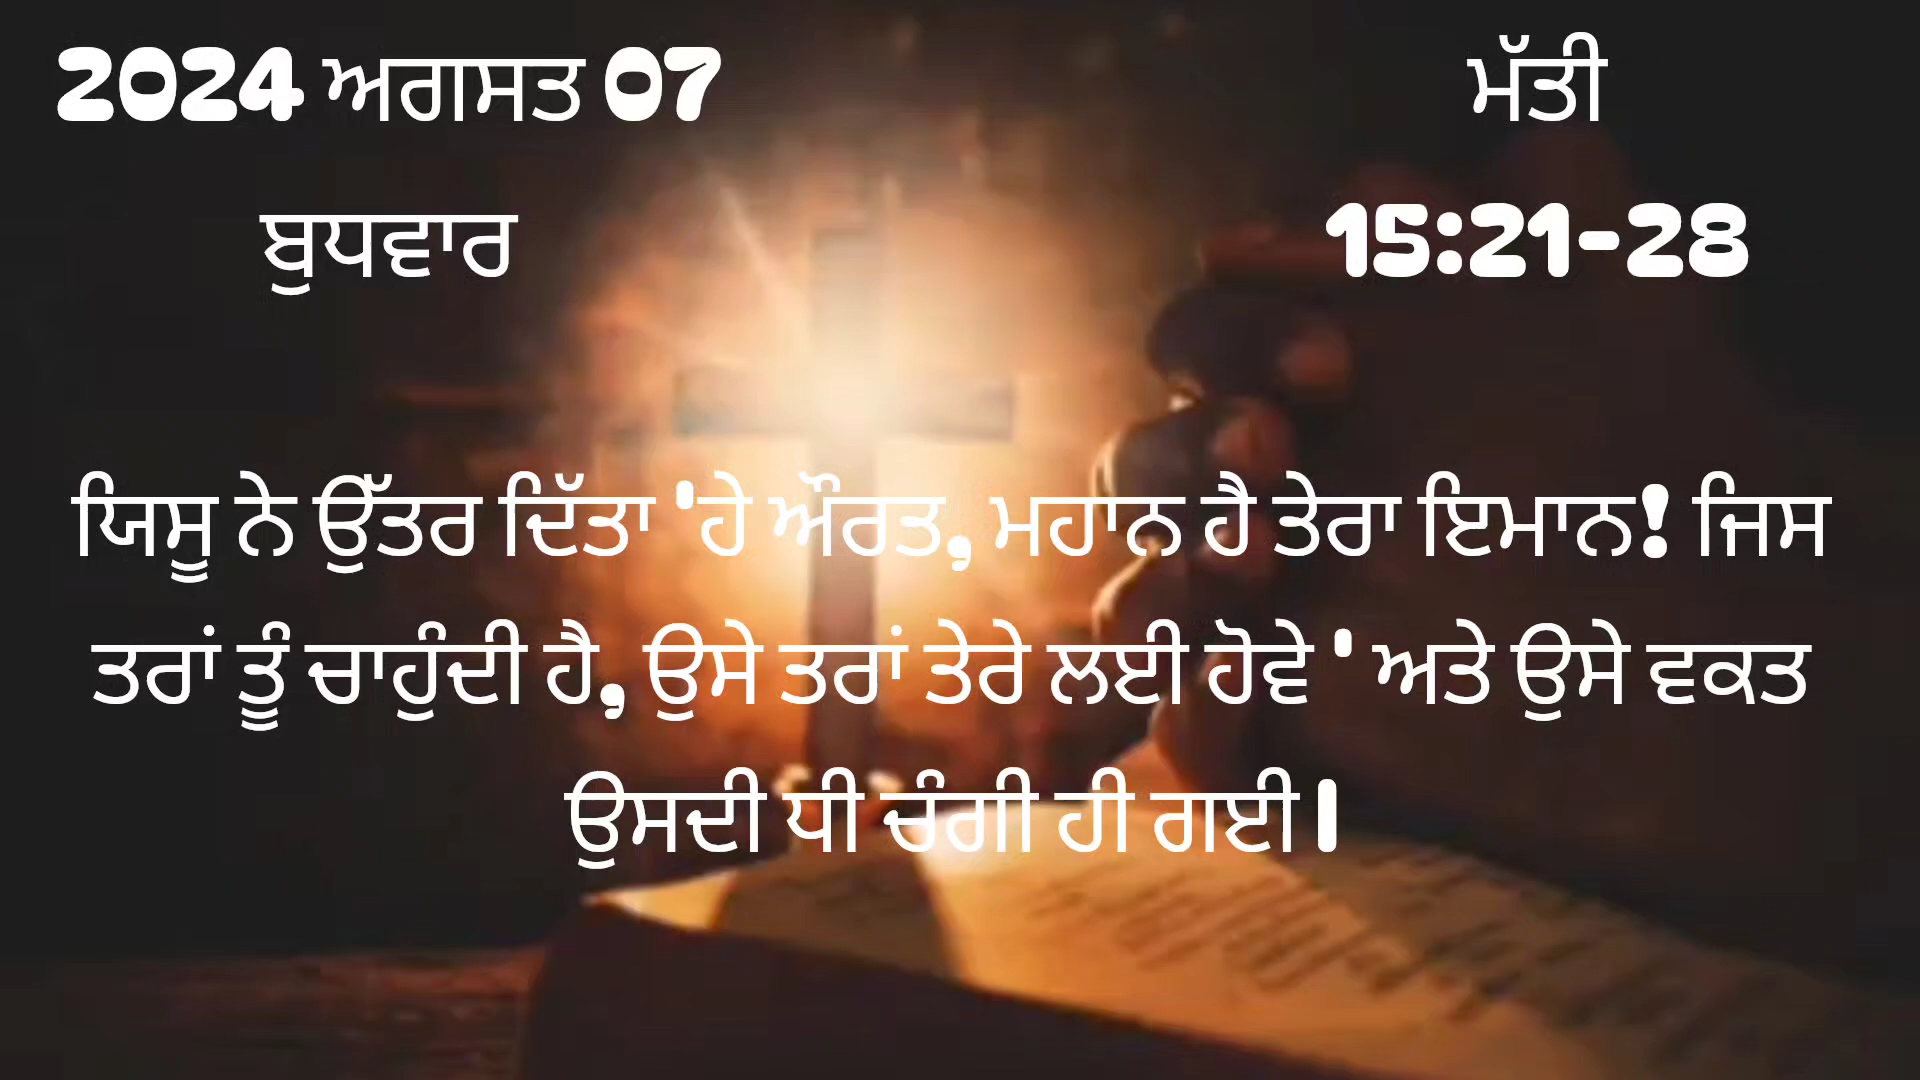 2024 ਅਗਸਤ 07
ਬੁਧਵਾਰ
ਮੱਤੀ
15:21-28
ਯਿਸੂ ਨੇ ਉੱਤਰ ਦਿੱਤਾ 'ਹੇ ਔਰਤ, ਮਹਾਨ ਹੈ ਤੇਰਾ ਇਮਾਨ! ਜਿਸ
ਤਰਾਂ ਤੂੰ ਚਾਹੁੰਦੀ ਹੈ, ਉਸੇ ਤਰਾਂ ਤੇਰੇ ਲਈ ਹੋਵੇ ' ਅਤੇ ਉਸੇ ਵਕਤ
ਉਸਦੀ ਧੀ ਚੰਗੀ ਹੀ ਗਈ।